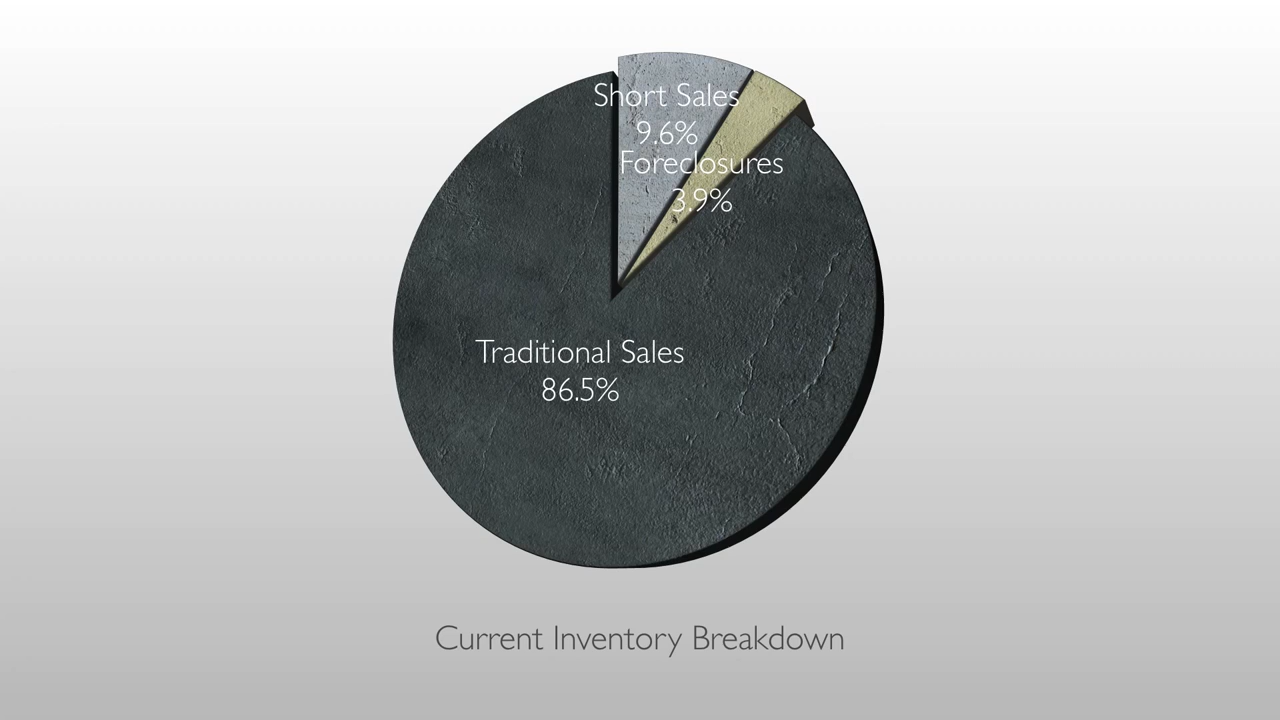 Short Sales
9.6%
Foreclosures
3.9%
Traditional Sales
86.5%
Current Inventory Breakdown